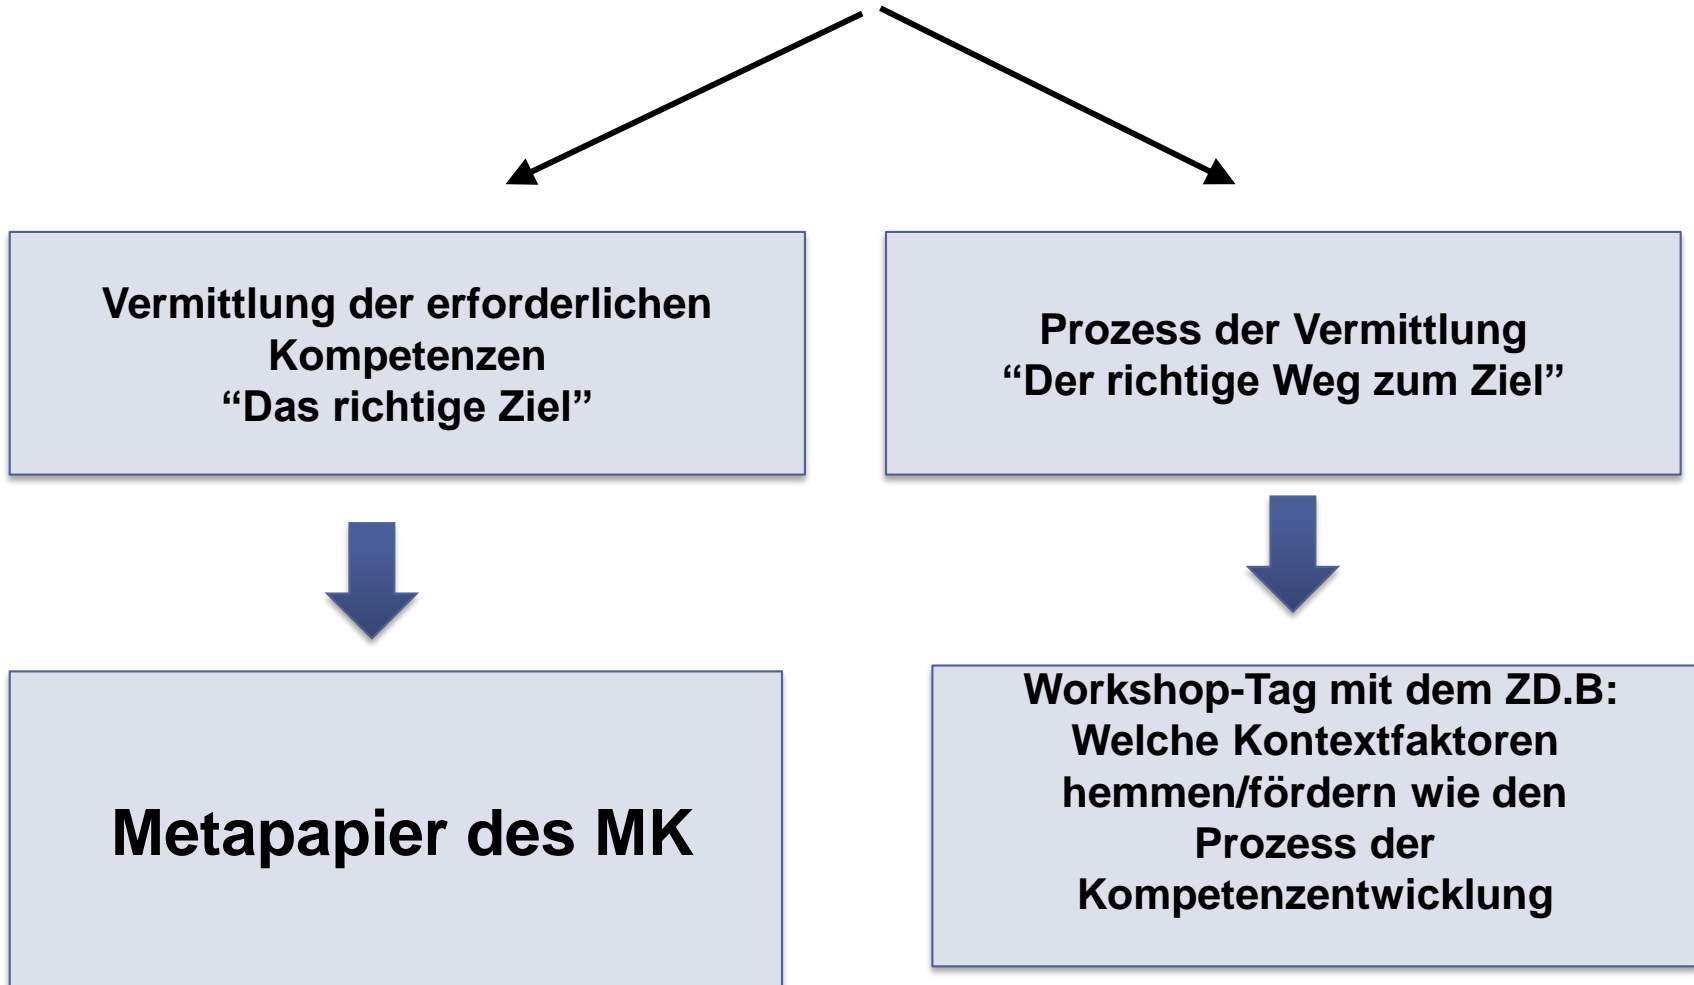 Vermittlung der erforderlichen
Kompetenzen
“Das richtige Ziel”
Prozess der Vermittlung
“Der richtige Weg zum Ziel”
Metapapier des MK
Workshop-Tag mit dem ZD.B:
Welche Kontextfaktoren
hemmen/fördern wie den
Prozess der
Kompetenzentwicklung